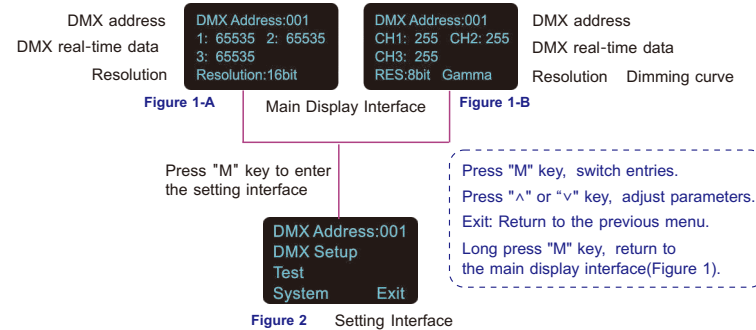 DMX address
DMX real-time data
Resolution
DMX Address:001
1: 65535 2: 65535
3: 65535
Resolution:16bit
DMX Address:001
CH1: 255 CH2: 255
CH3: 255
RES:8bit Gamma
DMX address
DMX real-time data
Resolution Dimming curve
Figure 1-A
Main Display Interface
Figure 1-B
Press "M" key to enter
the setting interface
Press "M" key, switch entries.
Press "∧" or “∨” key, adjust parameters.
Exit: Return to the previous menu.
Long press "M" key, return to
the main display interface(Figure 1).
DMX Address:001
DMX Setup
Test
System Exit
Figure 2 Setting Interface